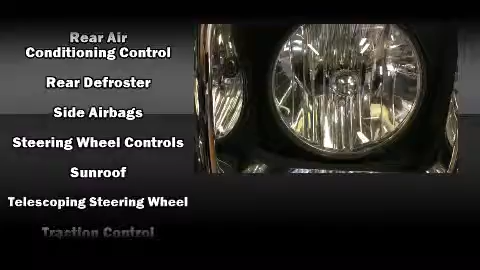 Rear Air
Conditioning Control
Rear Defroster
Side Airbags
Steering Wheel Controls
Sunroof
Telescoping Steering Wheel
Traction Control